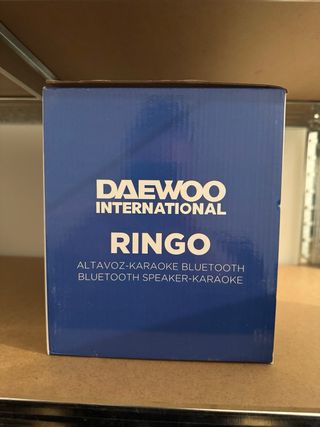 DAEWOO
INTERNATIONAL
RINGO
ALTAVOZ-KARAOKE BLUETOOTH
BLUETOOTH SPEAKER-KARAOKE